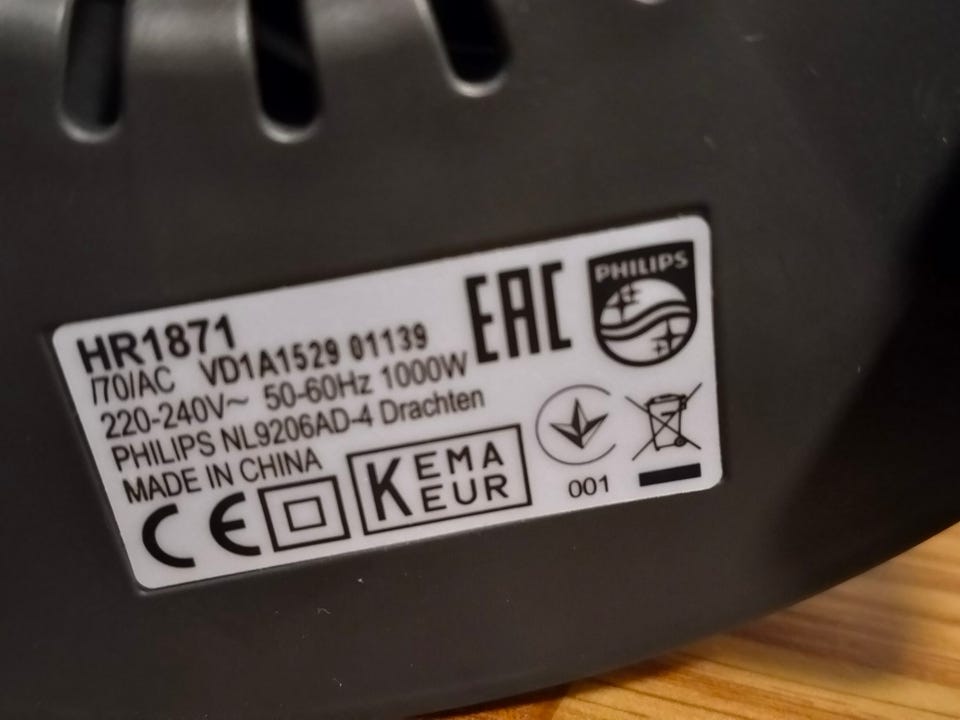 HR1871
/70/AC VD1A1529 01139
220-240V~ 50-60Hz 1000W
PHILIPS NL9206AD-4 Drachten
MADE IN CHINA
CE
KEMA
KEUR
EAC
PHILIPS
001